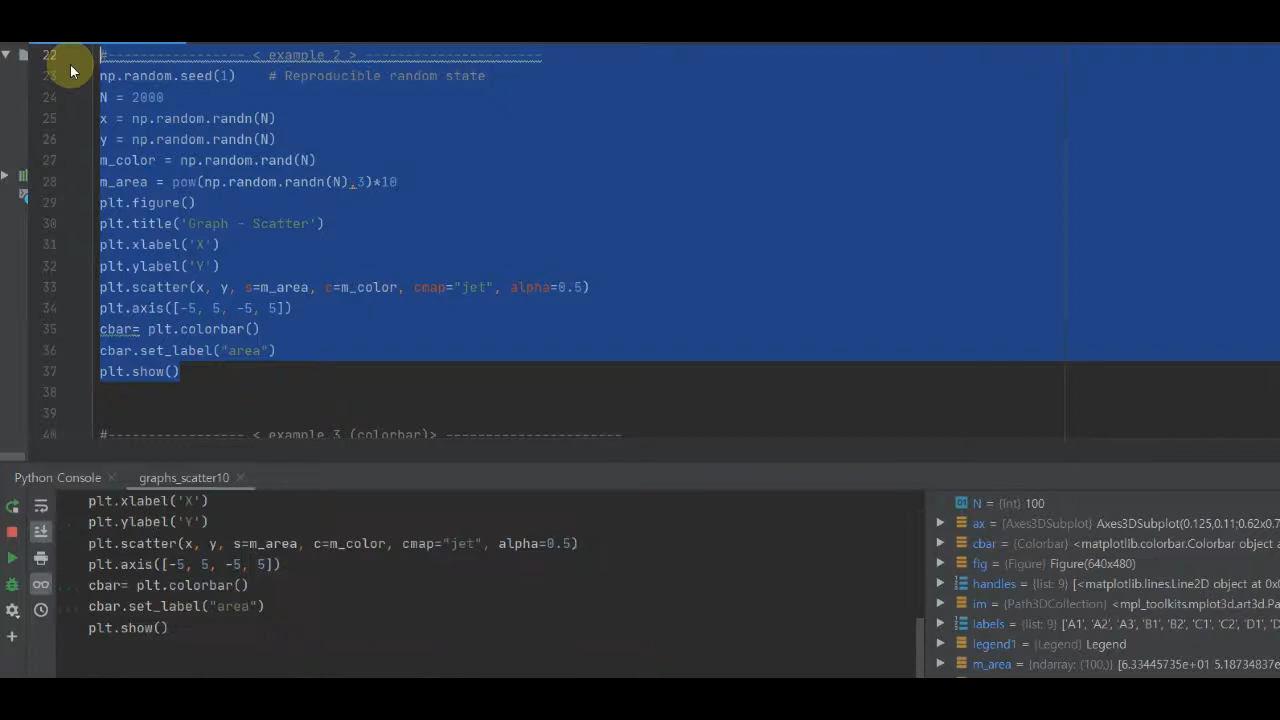 22 #----------------- < example 2 > ----------------------
23 np.random.seed(1)    # Reproducible random state
24 N = 2000
25 x = np.random.randn(N)
26 y = np.random.randn(N)
27 m_color = np.random.rand(N)
28 m_area = pow(np.random.randn(N),3)*10
29 plt.figure()
30 plt.title('Graph - Scatter')
31 plt.xlabel('X')
32 plt.ylabel('Y')
33 plt.scatter(x, y, s=m_area, c=m_color, cmap="jet", alpha=0.5)
34 plt.axis([-5, 5, -5, 5])
35 cbar= plt.colorbar()
36 cbar.set_label("area")
37 plt.show()
38
39
40 #----------------- < example 3 (colorbar)> ----------------------
Python Console × graphs_scatter10 ×
plt.xlabel('X')
plt.ylabel('Y')
plt.scatter(x, y, s=m_area, c=m_color, cmap="jet", alpha=0.5)
plt.axis([-5, 5, -5, 5])
cbar= plt.colorbar()
cbar.set_label("area")
plt.show()
N = {int} 100
ax = {Axes3DSubplot} Axes3DSubplot(0.125,0.11;0.62x0.7
cbar = {Colorbar} <matplotlib.colorbar.Colorbar object a
fig = {Figure} Figure(640x480)
handles = {list: 9} [<matplotlib.lines.Line2D object at 0x0
im = {Path3DCollection} <mpl_toolkits.mplot3d.art3d.Pa
labels = {list: 9} ['A1', 'A2', 'A3', 'B1', 'B2', 'C1', 'C2', 'D1', 'D
legend1 = {Legend} Legend
m_area = {ndarray: (100,)} [6.33445735e+01 5.18734837e